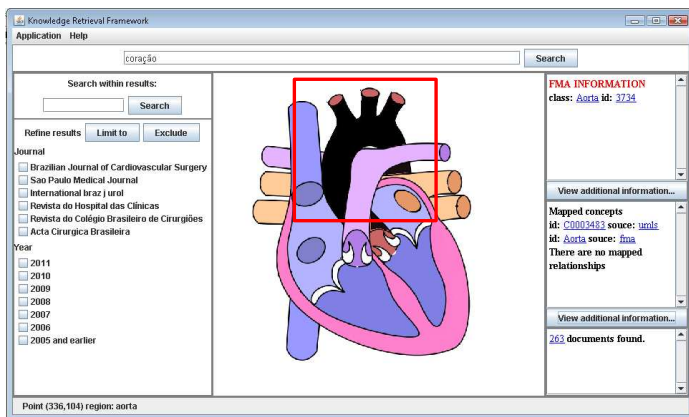 Knowledge Retrieval Framework
Application Help
coração Search
Search within results:
Search
Refine results Limit to Exclude
Journal
Brazilian Journal of Cardiovascular Surgery
Sao Paulo Medical Journal
International braz j urol
Revista do Hospital das Clínicas
Revista do Colégio Brasileiro de Cirurgiões
Acta Cirurgica Brasileira
Year
2011
2010
2009
2008
2007
2006
2005 and earlier
FMA INFORMATION
class: Aorta id: 3734
View additional information...
Mapped concepts
id: C0003483 souce: umls
id: Aorta souce: fma
There are no mapped
relationships
View additional information...
263 documents found.
Point (336,104) region: aorta